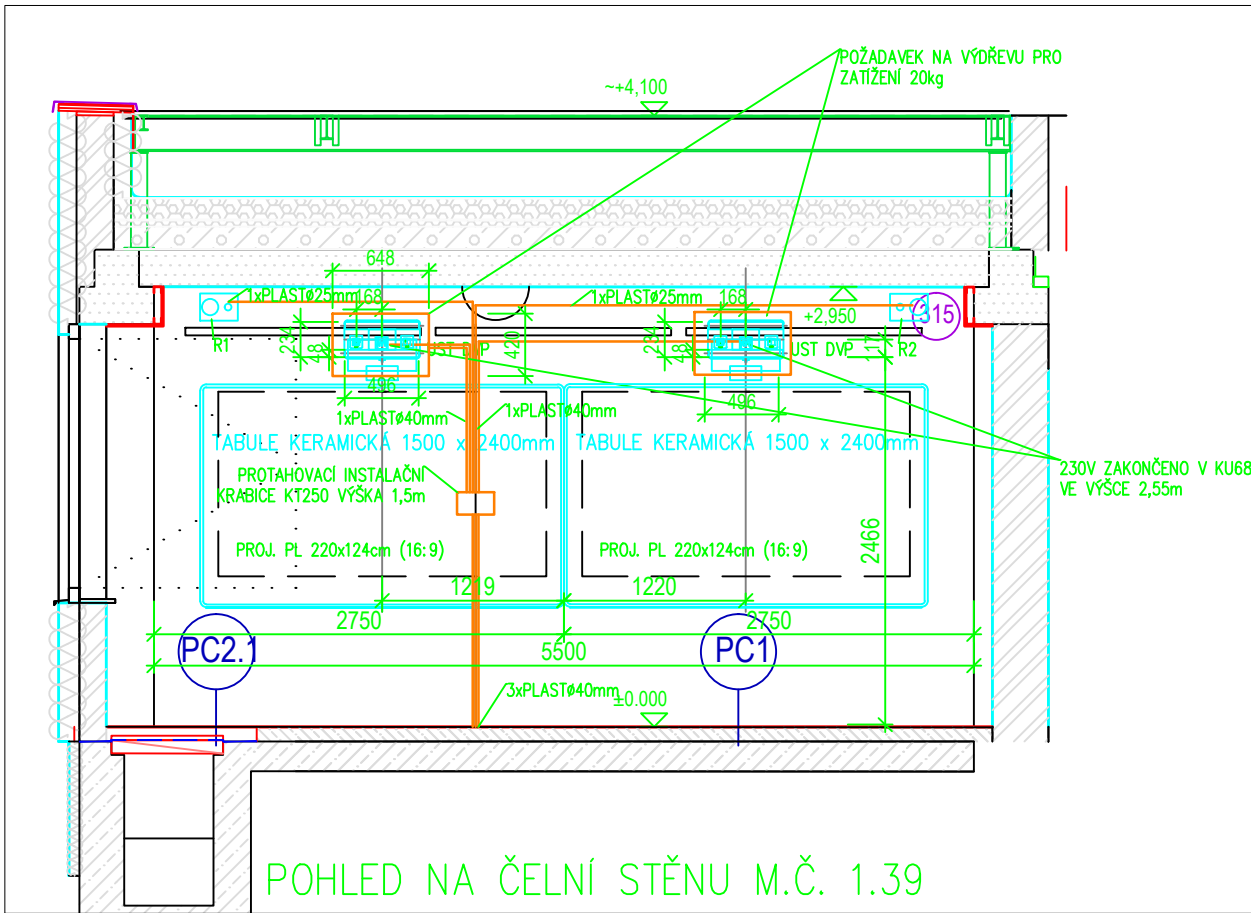 POŽADAVEK NA VÝDŘEVU PRO
ZATÍŽENÍ 20kg
~+4,100
648
1xPLASTø25mm
168
1xPLASTø25mm
168
+2,950
315
R1
234
48
UST DVP
420
234
48
UST DVP
R2
117
496
496
1xPLASTø40mm
1xPLASTø40mm
TABULE KERAMICKÁ 1500 x 2400mm
TABULE KERAMICKÁ 1500 x 2400mm
PROTAHOVACÍ INSTALAČNÍ
KRABICE KT250 VÝŠKA 1,5m
230V ZAKONČENO V KU68
VE VÝŠCE 2,55m
2466
PROJ. PL 220x124cm (16:9)
PROJ. PL 220x124cm (16:9)
1219
1220
2750
2750
PC2.1
5500
PC1
3xPLASTø40mm
±0.000
POHLED NA ČELNÍ STĚNU M.Č. 1.39